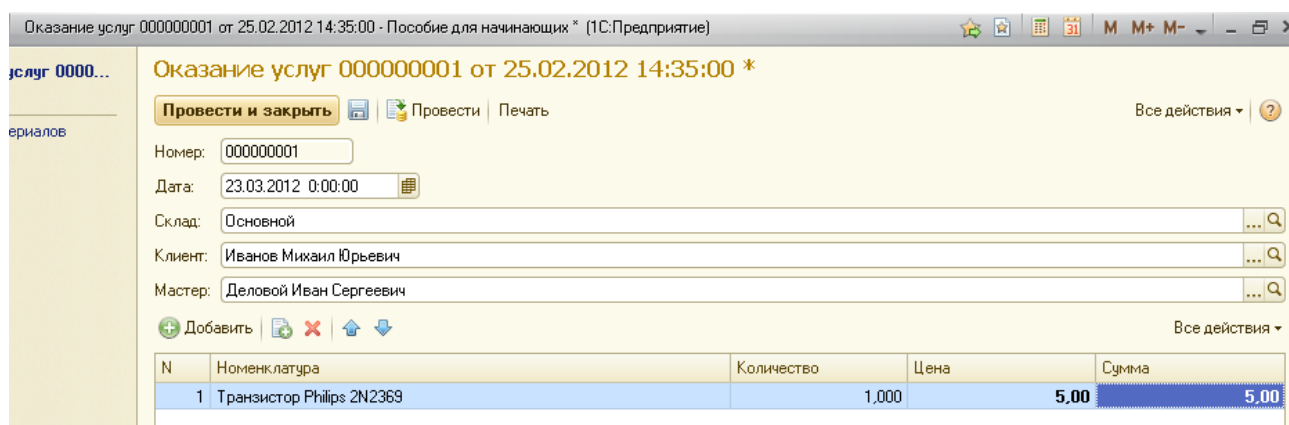 Оказание услуг 000000001 от 25.02.2012 14:35:00 - Пособие для начинающих * (1С:Предприятие)
31 M M+ M-
услуг 0000...
Оказание услуг 000000001 от 25.02.2012 14:35:00 *
Провести и закрыть Провести Печать Все действия ?
ериалов
Номер: 000000001
Дата: 23.03.2012 0:00:00
Склад: Основной ...
Клиент: Иванов Михаил Юрьевич ...
Мастер: Деловой Иван Сергеевич ...
Добавить Все действия
N Номенклатура Количество Цена Сумма
1 Транзистор Philips 2N2369 1,000 5,00 5,00